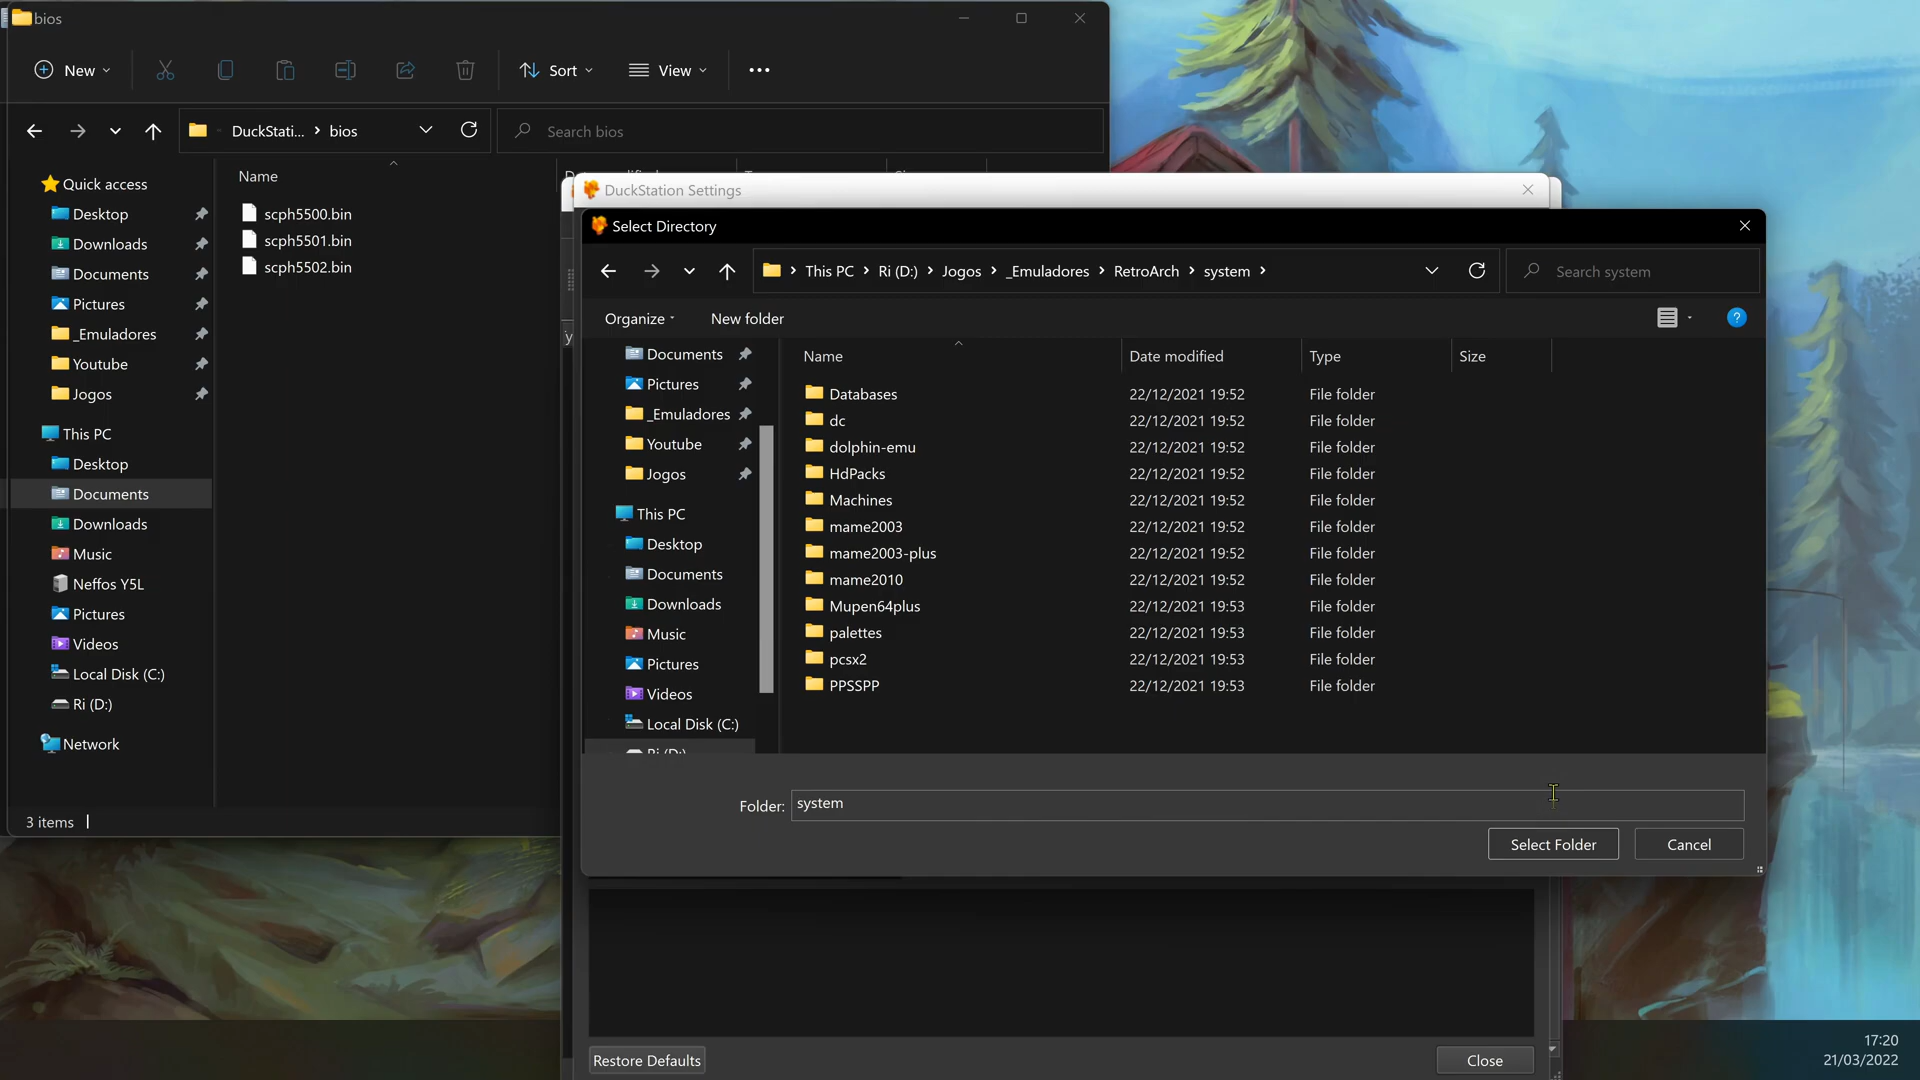 bios
New
Sort
View
DuckStati...
bios
Search bios
Name
Quick access
Desktop
Downloads
Documents
Pictures
_Emuladores
Youtube
Jogos
This PC
Desktop
Documents
Downloads
Music
Neffos Y5L
Pictures
Videos
Local Disk (C:)
Ri (D:)
Network
scph5500.bin
scph5501.bin
scph5502.bin
3 items
DuckStation Settings
Select Directory
This PC
Ri (D:)
Jogos
_Emuladores
RetroArch
system
Search system
Organize
New folder
Documents
Pictures
_Emuladores
Youtube
Jogos
This PC
Desktop
Documents
Downloads
Music
Pictures
Videos
Local Disk (C:)
Ri (D:)
Name Date modified Type Size
Databases 22/12/2021 19:52 File folder
dc 22/12/2021 19:52 File folder
dolphin-emu 22/12/2021 19:52 File folder
HdPacks 22/12/2021 19:52 File folder
Machines 22/12/2021 19:52 File folder
mame2003 22/12/2021 19:52 File folder
mame2003-plus 22/12/2021 19:52 File folder
mame2010 22/12/2021 19:52 File folder
Mupen64plus 22/12/2021 19:53 File folder
palettes 22/12/2021 19:53 File folder
pcsx2 22/12/2021 19:53 File folder
PPSSPP 22/12/2021 19:53 File folder
Folder: system
Select Folder
Cancel
Restore Defaults
Close
17:20
21/03/2022